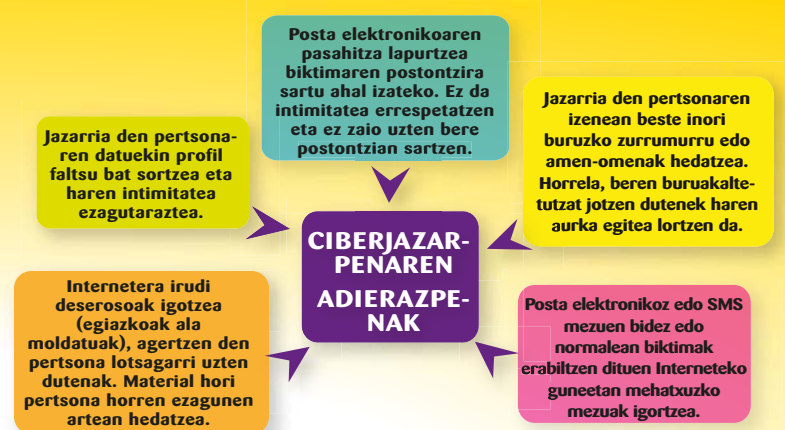 Posta elektronikoaren
pasahitza lapurtzea
biktimaren postontzira
sartu ahal izateko. Ez da
intimitatea errespetatzen
eta ez zaio uzten bere
postontzian sartzen.
Jazarria den pertsona-
ren datuekin profil
faltsu bat sortzea eta
haren intimitatea
ezagutaraztea.
Jazarria den pertsonaren
izenean beste inori
buruzko zurrumurru edo
amen-omenak hedatzea.
Horrela, beren buruakalte-
tutzat jotzen dutenek haren
aurka egitea lortzen da.
CIBERJAZAR-
PENAREN
ADIERAZPE-
NAK
Internetera irudi
deserosoak igotzea
(egiazkoak ala
moldatuak), agertzen den
pertsona lotsagarri uzten
dutenak. Material hori
pertsona horren ezagunen
artean hedatzea.
Posta elektronikoz edo SMS
mezuen bidez edo
normalean biktimak
erabiltzen dituen Interneteko
guneetan mehatxuzko
mezuak igortzea.